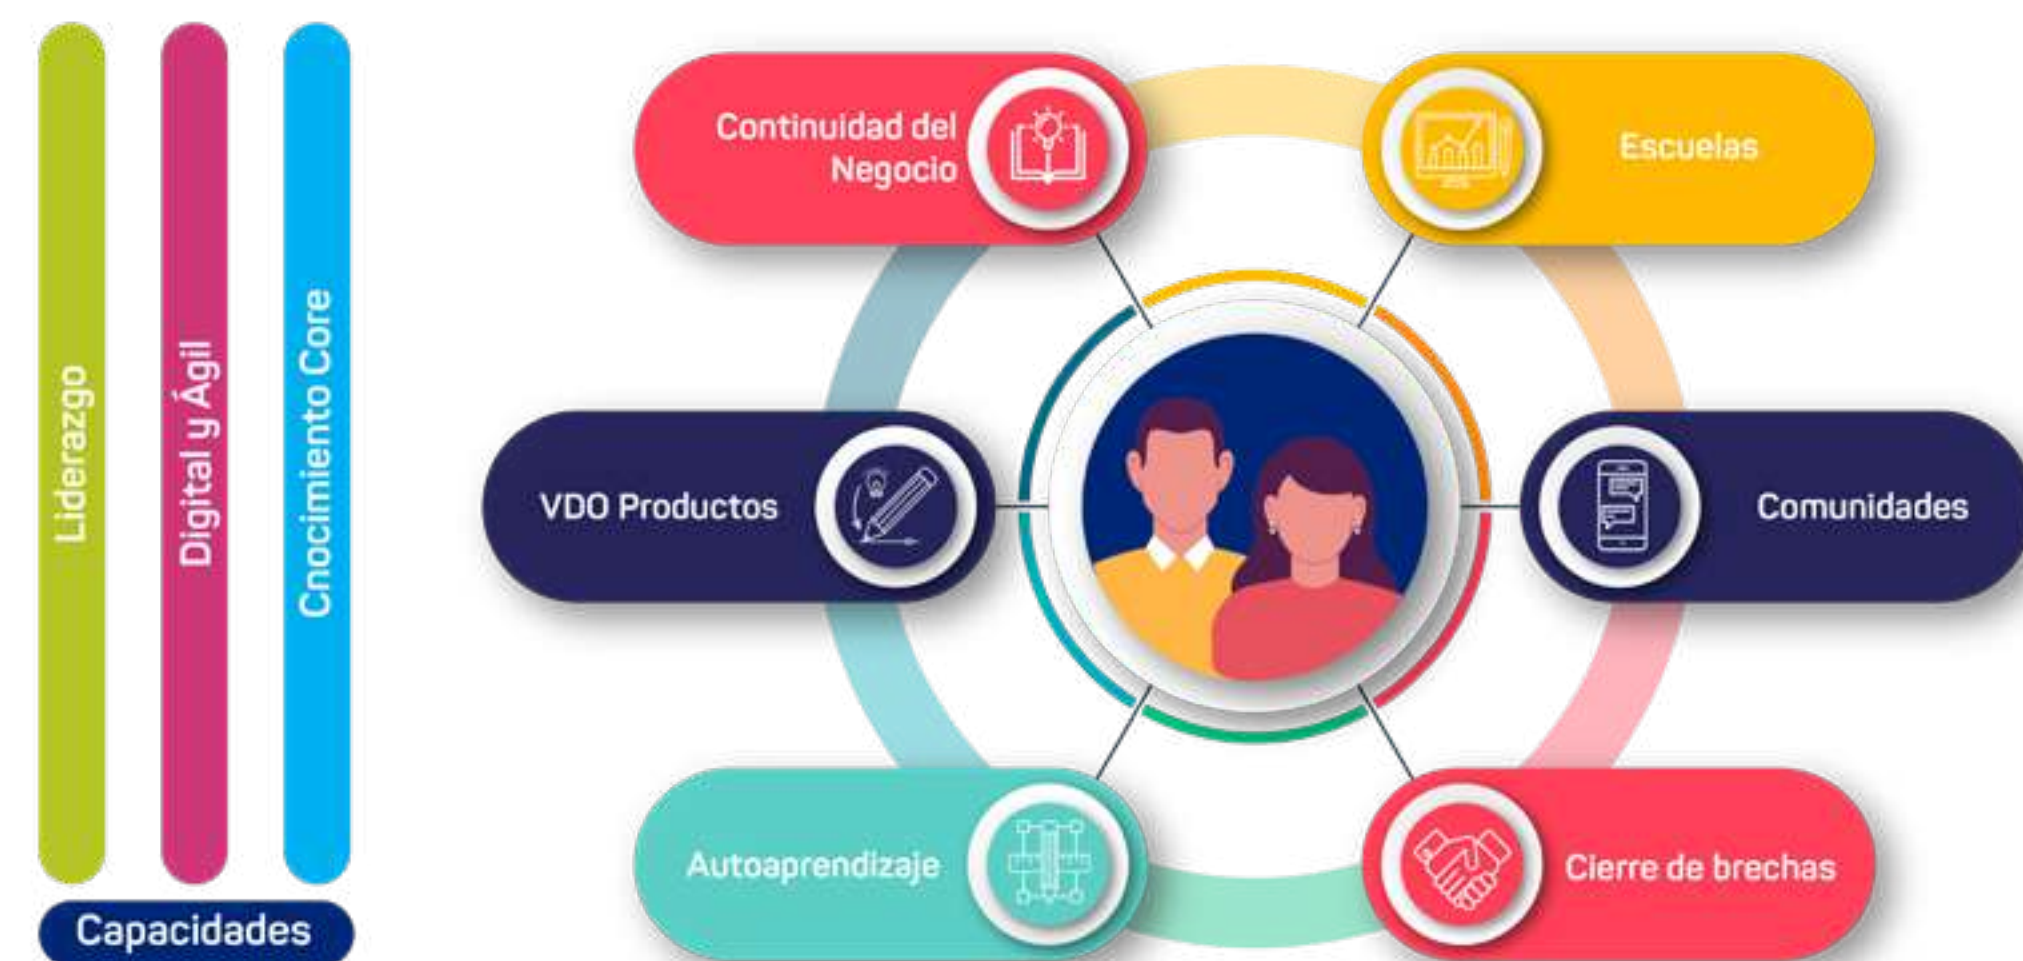 Liderazgo
Digital y Ágil
Cnocimiento Core
Capacidades
Continuidad del
Negocio
Escuelas
VDO Productos
Comunidades
Autoaprendizaje
Cierre de brechas